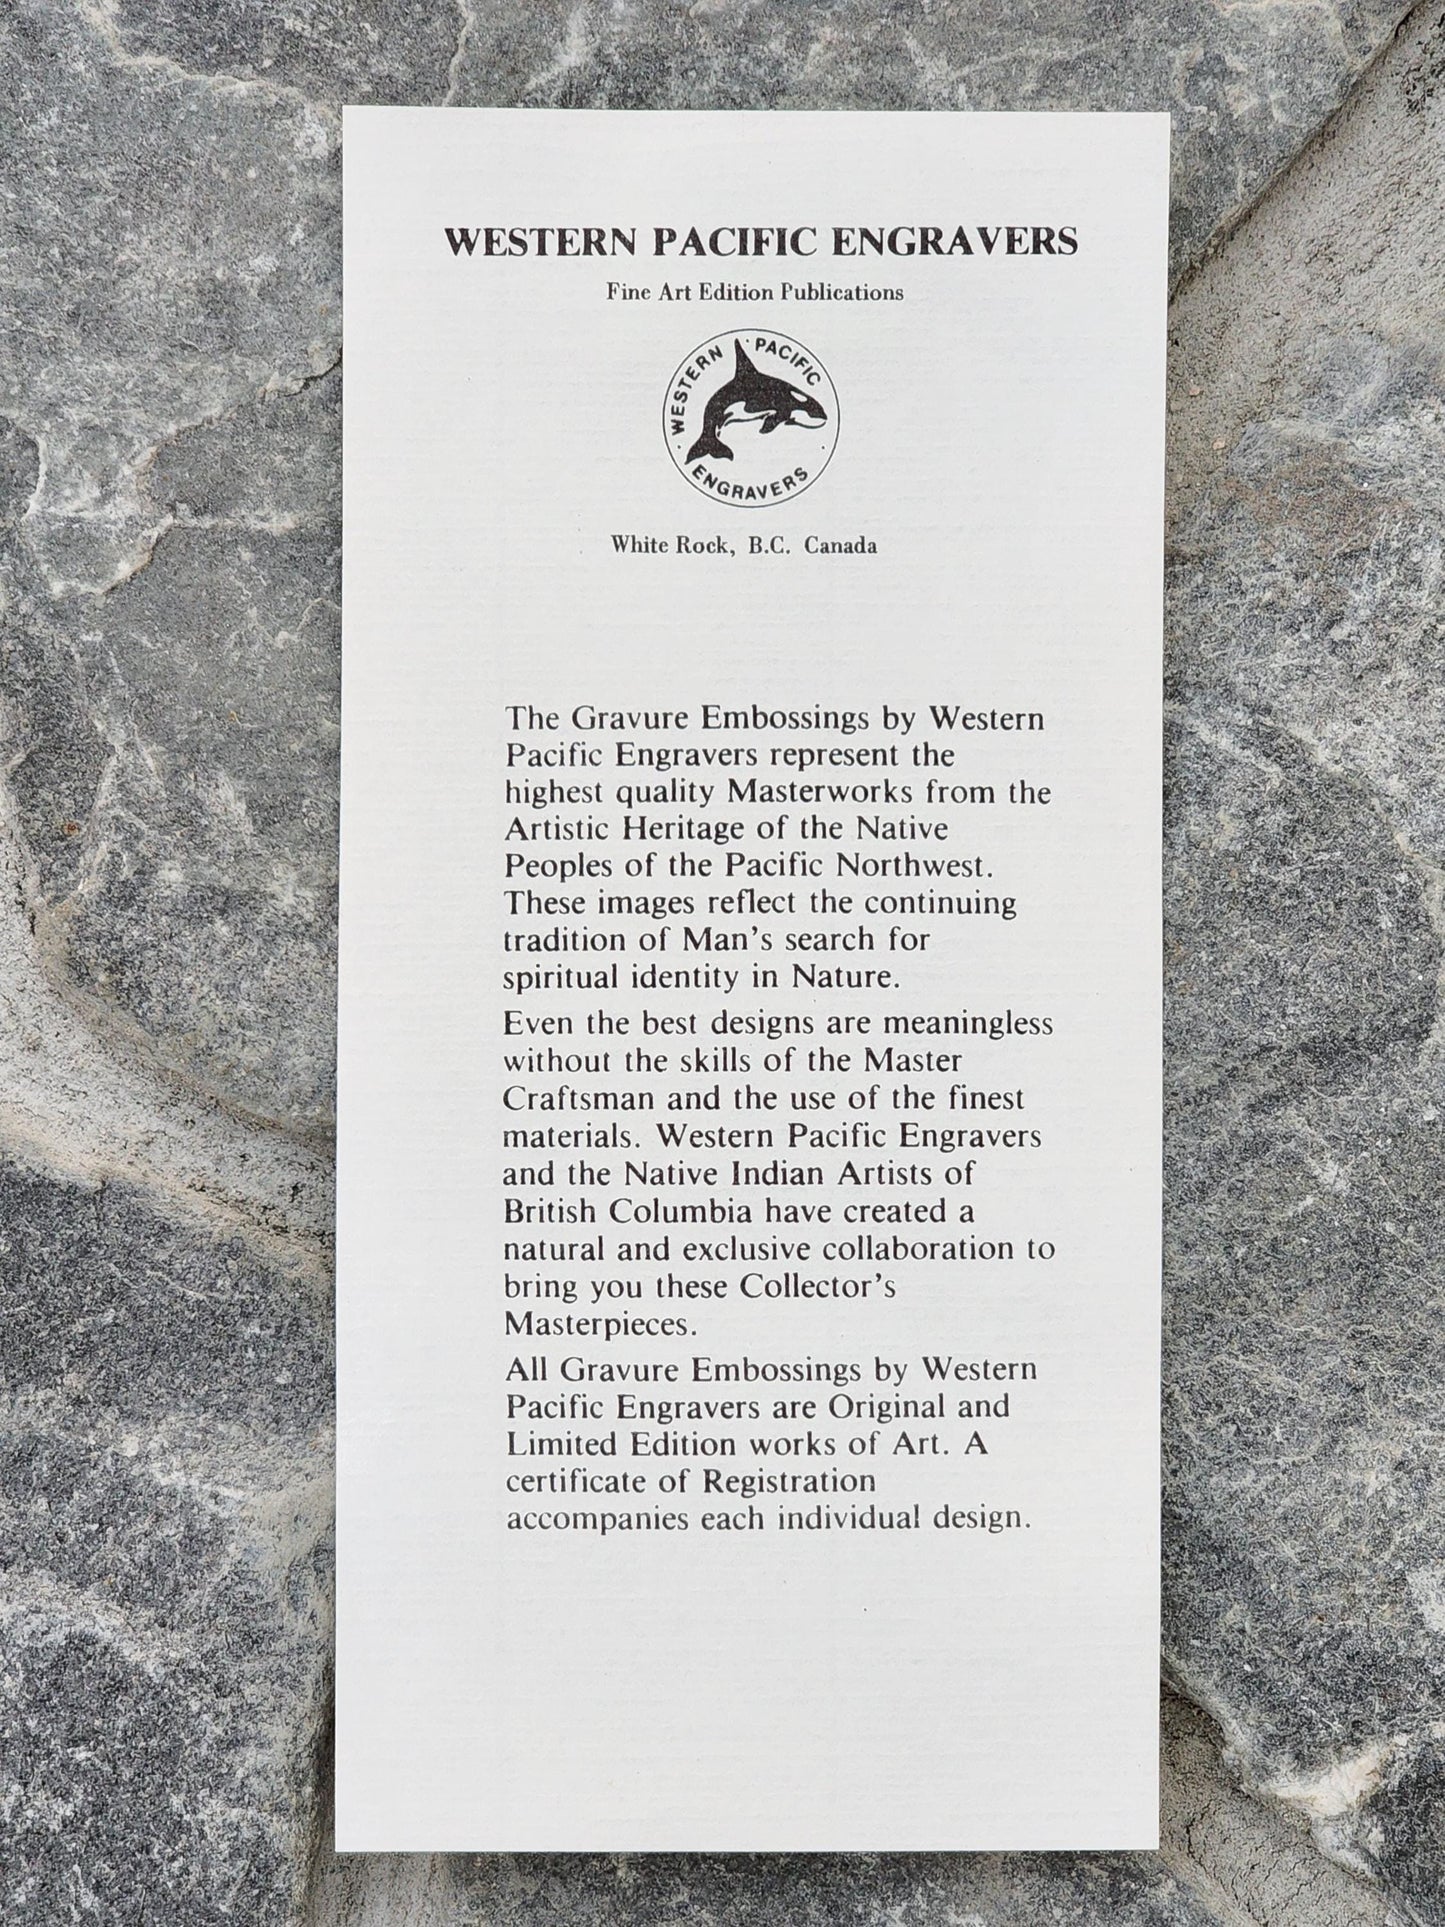 WESTERN PACIFIC ENGRAVERS
Fine Art Edition Publications
· WESTERN · PACIFIC ·
ENGRAVERS
White Rock, B.C. Canada
The Gravure Embossings by Western
Pacific Engravers represent the
highest quality Masterworks from the
Artistic Heritage of the Native
Peoples of the Pacific Northwest.
These images reflect the continuing
tradition of Man's search for
spiritual identity in Nature.
Even the best designs are meaningless
without the skills of the Master
Craftsman and the use of the finest
materials. Western Pacific Engravers
and the Native Indian Artists of
British Columbia have created a
natural and exclusive collaboration to
bring you these Collector's
Masterpieces.
All Gravure Embossings by Western
Pacific Engravers are Original and
Limited Edition works of Art. A
certificate of Registration
accompanies each individual design.